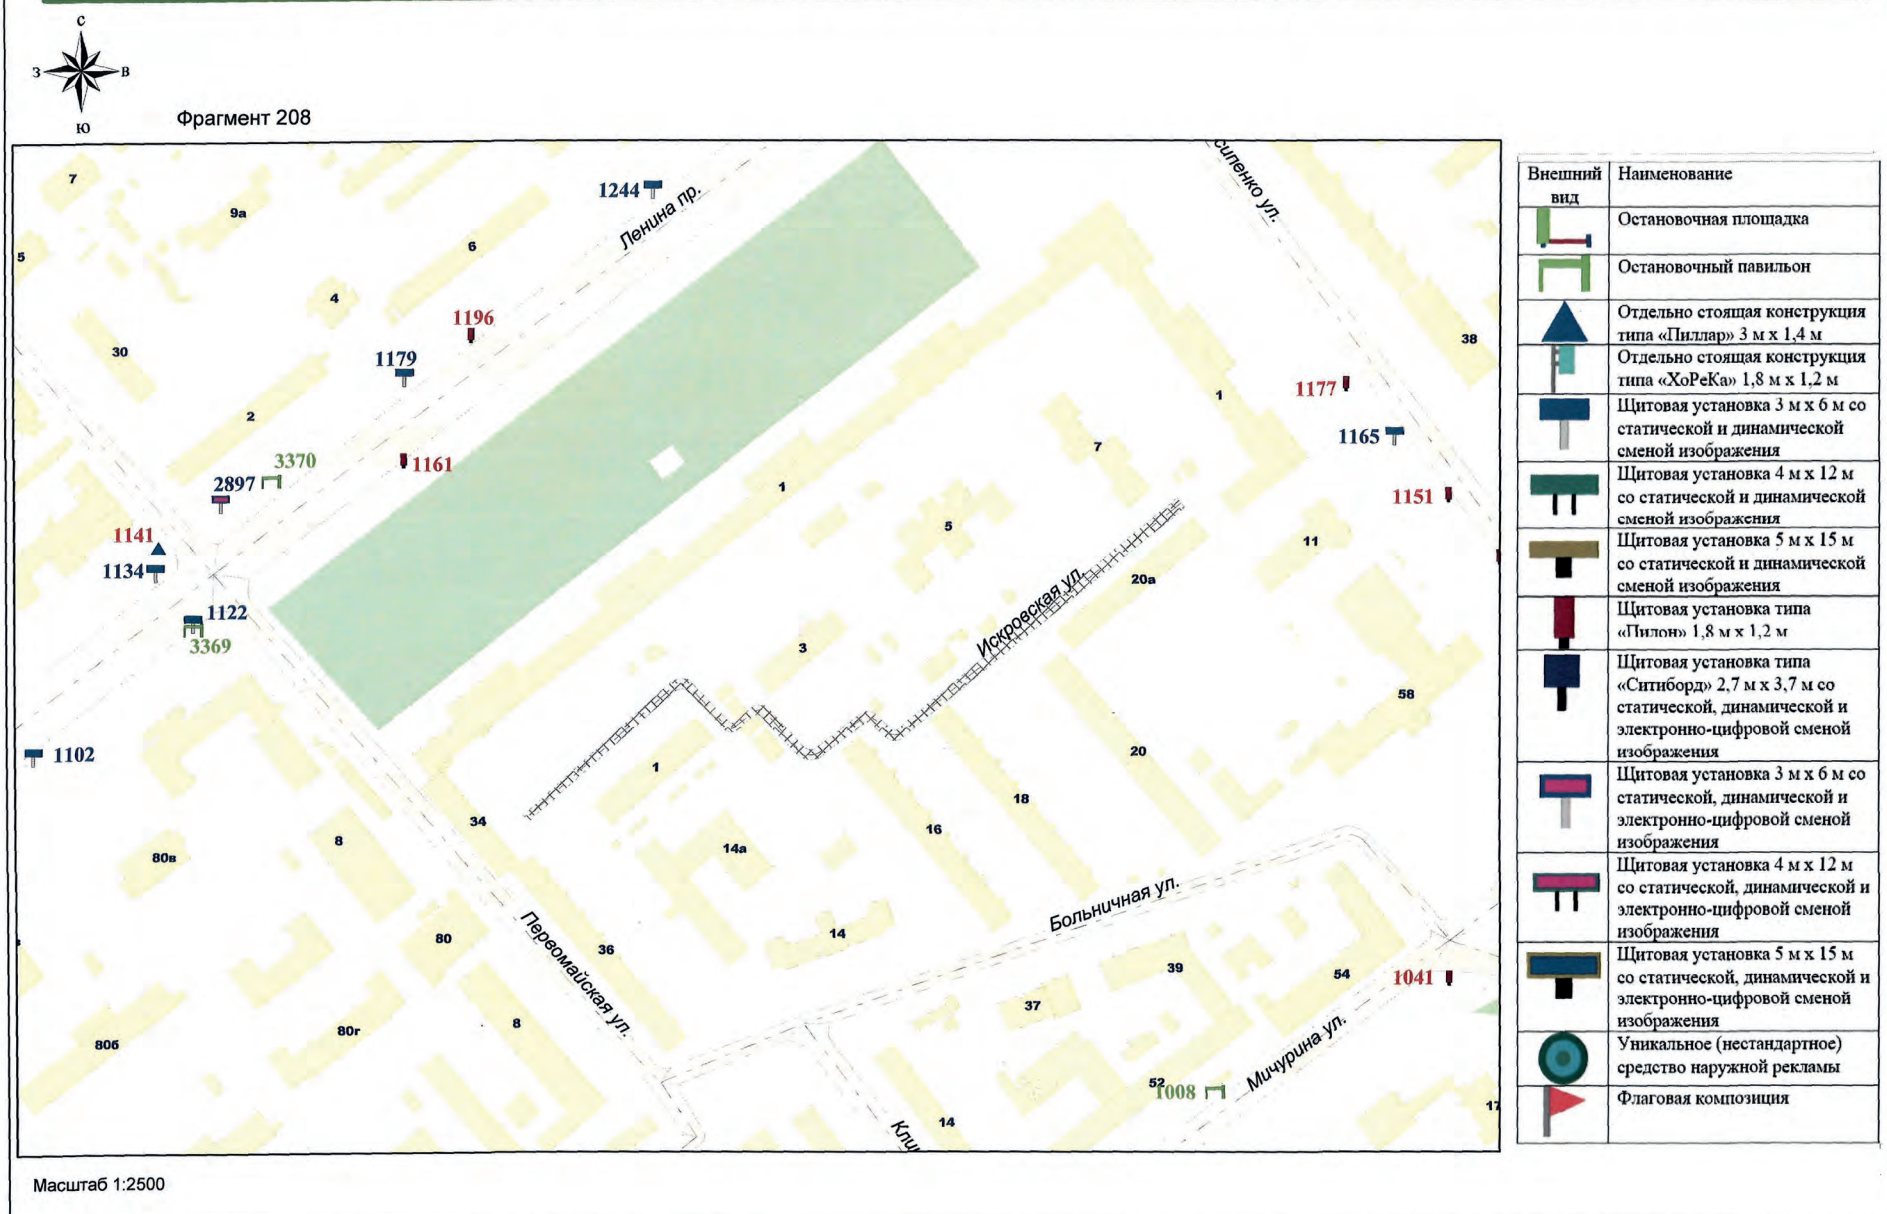 С
З В
Ю
Фрагмент 208
7
9а
5
6
4
30
2
1244
Ленина пр.
1196
1179
1161
3370
2897
1141
1134
1122
3369
1102
сипенко ул.
38
1177
1165
1151
1
7
1
5
11
20а
Искровская ул.
3
58
20
1
18
16
34
14а
8
80в
14
Больничная ул.
80
36
Первомайская ул.
39
54
1041
37
8
80г
80б
Мичурина ул.
52
1008
14
17
Масштаб 1:2500
Внешний вид
Наименование
Остановочная площадка
Остановочный павильон
Отдельно стоящая конструкция
типа «Пиллар» 3 м х 1,4 м
Отдельно стоящая конструкция
типа «ХоРеКа» 1,8 м х 1,2 м
Щитовая установка 3 м х 6 м со
статической и динамической
сменой изображения
Щитовая установка 4 м х 12 м
со статической и динамической
сменой изображения
Щитовая установка 5 м х 15 м
со статической и динамической
сменой изображения
Щитовая установка типа
«Пилон» 1,8 м х 1,2 м
Щитовая установка типа
«Ситиборд» 2,7 м х 3,7 м со
статической, динамической и
электронно-цифровой сменой
изображения
Щитовая установка 3 м х 6 м со
статической, динамической и
электронно-цифровой сменой
изображения
Щитовая установка 4 м х 12 м
со статической, динамической и
электронно-цифровой сменой
изображения
Щитовая установка 5 м х 15 м
со статической, динамической и
электронно-цифровой сменой
изображения
Уникальное (нестандартное)
средство наружной рекламы
Флаговая композиция